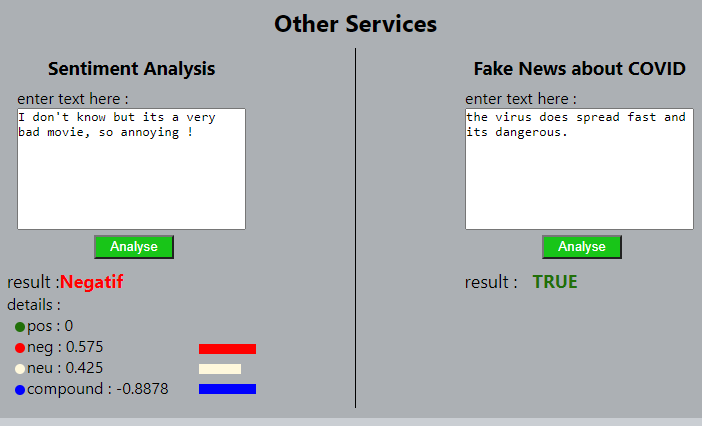 Other Services
Sentiment Analysis
enter text here :
I don't know but its a very
bad movie, so annoying !
Analyse
result :Negatif
details :
pos : 0
neg : 0.575
neu : 0.425
compound : -0.8878
Fake News about COVID
enter text here :
the virus does spread fast and
its dangerous.
Analyse
result : TRUE